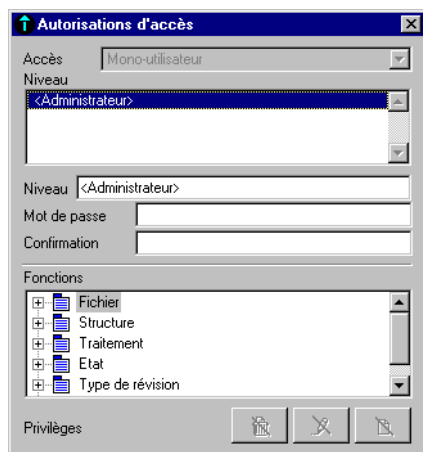 Autorisations d'accès
Accès Mono-utilisateur
Niveau
<Administrateur>
Niveau <Administrateur>
Mot de passe
Confirmation
Fonctions
Fichier
Structure
Traitement
Etat
Type de révision
Privilèges